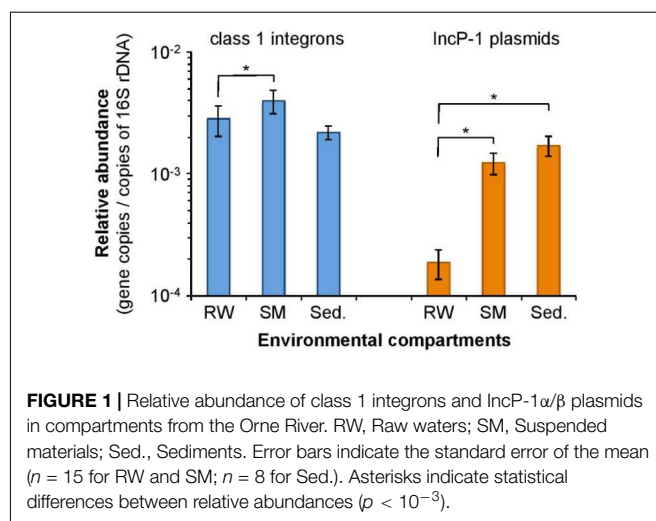 class 1 integrons IncP-1 plasmids
Relative abundance
(gene copies / copies of 16S rDNA)
10⁻²
10⁻³
10⁻⁴
*
*
*
RW SM Sed. RW SM Sed.
Environmental compartments
FIGURE 1 | Relative abundance of class 1 integrons and IncP-1α/β plasmids
in compartments from the Orne River. RW, Raw waters; SM, Suspended
materials; Sed., Sediments. Error bars indicate the standard error of the mean
(n = 15 for RW and SM; n = 8 for Sed.). Asterisks indicate statistical
differences between relative abundances (p < 10⁻³).